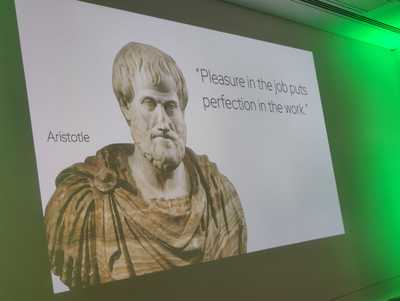 "Pleasure in the job puts
perfection in the work."
Aristotle